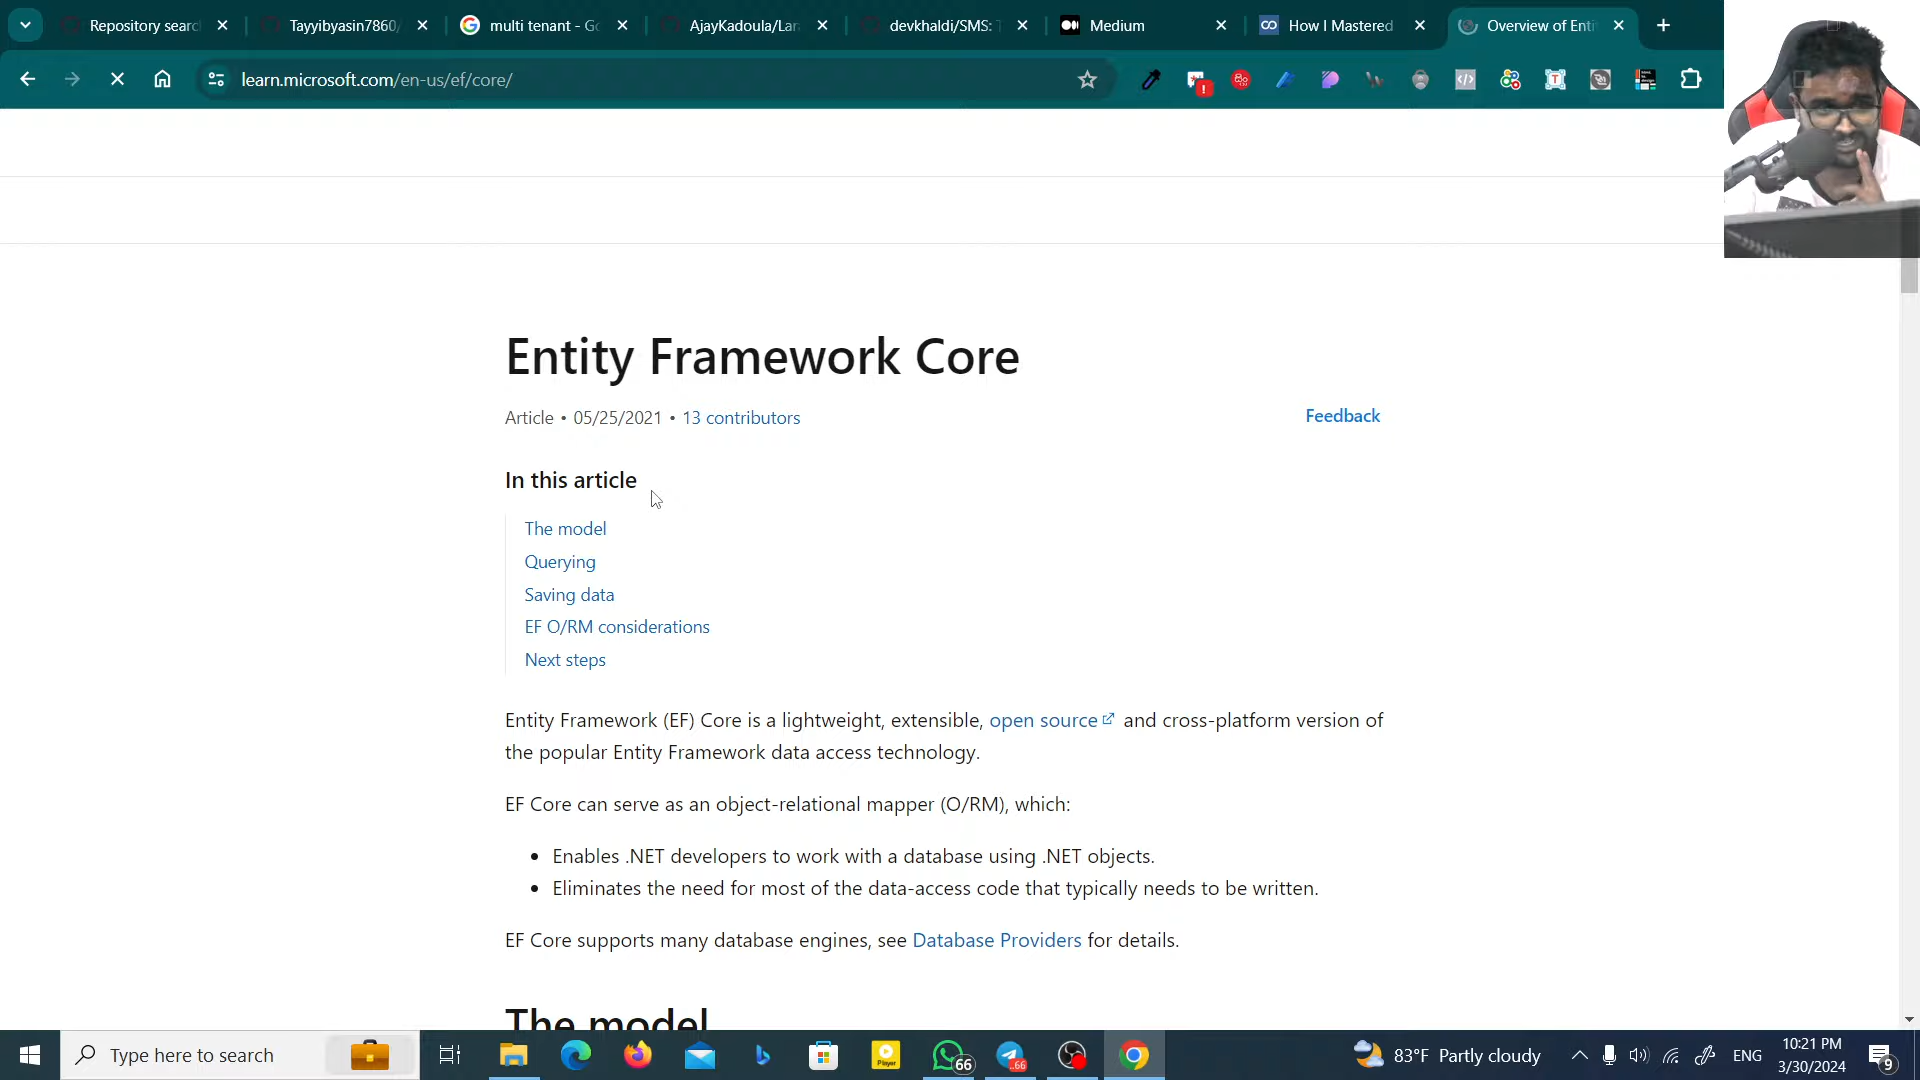 Repository searc
Tayyibyasin7860/
multi tenant - Go
AjayKadoula/Lar
devkhaldi/SMS: T
Medium
How I Mastered
Overview of Enti
learn.microsoft.com/en-us/ef/core/
Entity Framework Core
Article • 05/25/2021 • 13 contributors
Feedback
In this article
The model
Querying
Saving data
EF O/RM considerations
Next steps
Entity Framework (EF) Core is a lightweight, extensible, open source and cross-platform version of
the popular Entity Framework data access technology.
EF Core can serve as an object-relational mapper (O/RM), which:
• Enables .NET developers to work with a database using .NET objects.
• Eliminates the need for most of the data-access code that typically needs to be written.
EF Core supports many database engines, see Database Providers for details.
The model
Type here to search
Player
66
66
83°F Partly cloudy
ENG
10:21 PM
3/30/2024
9